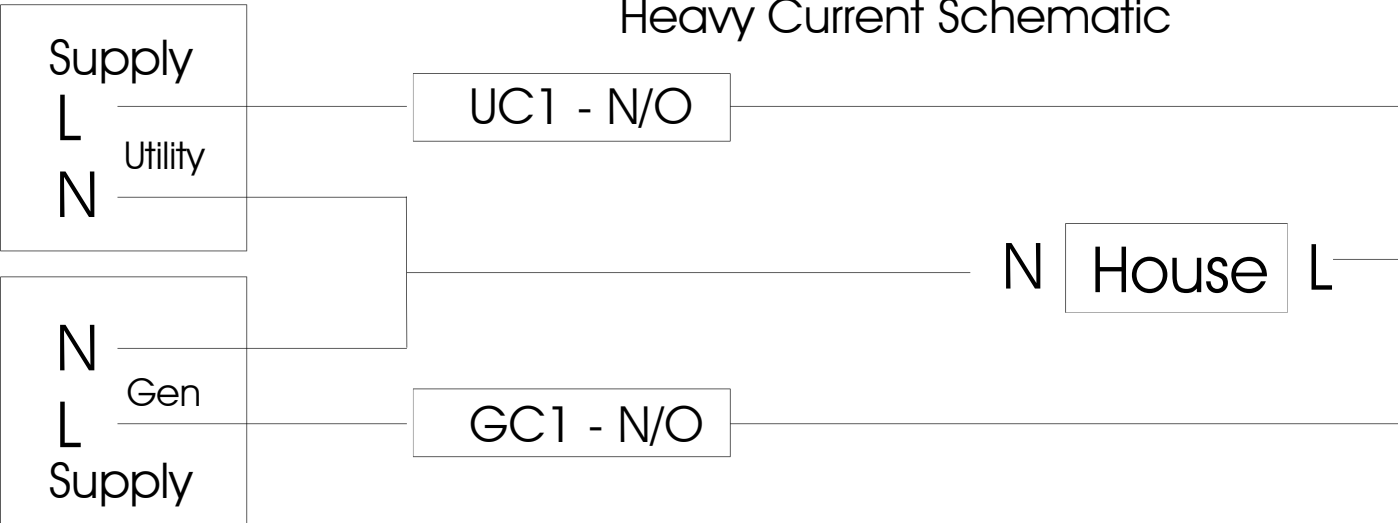 Heavy Current Schematic
Supply
L
UC1 - N/O
Utility
N
N
House
L
N
Gen
L
GC1 - N/O
Supply